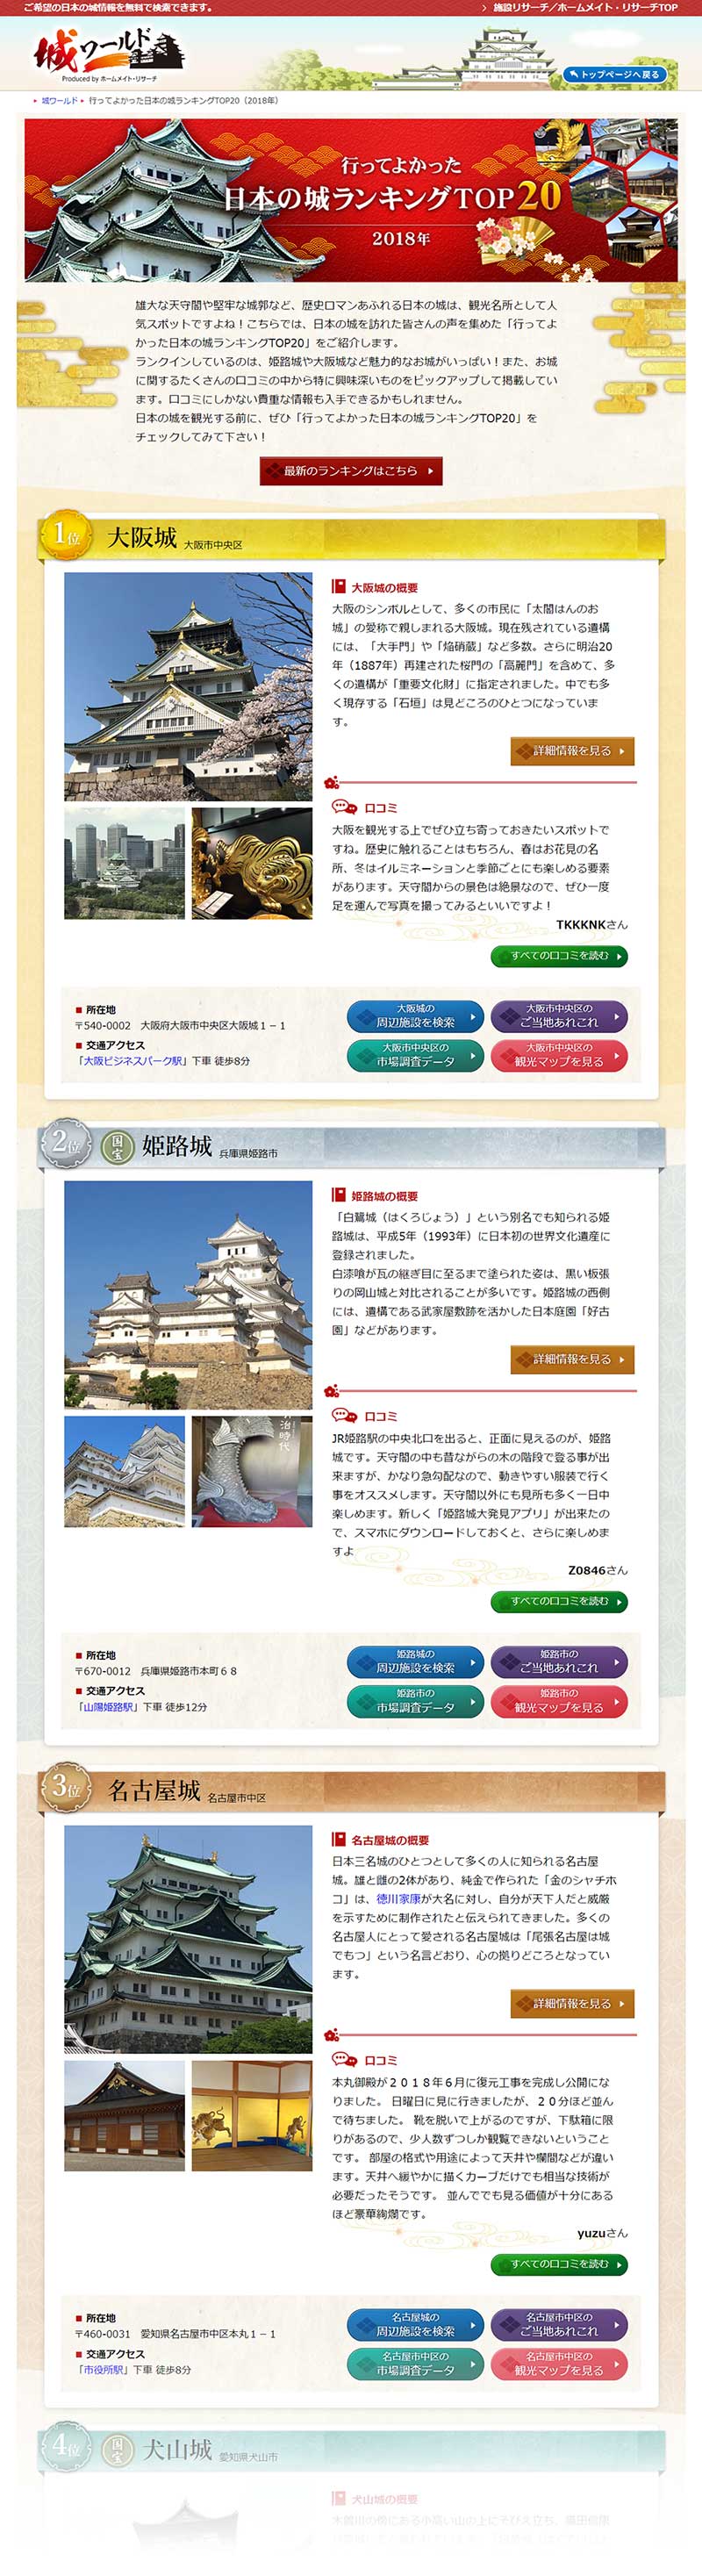 ご希望の日本の城情報を無料で検索できます。
施設リサーチ/ホームメイト・リサーチTOP
城ワールド
Produced by ホームメイト・リサーチ
トップページへ戻る
城ワールド 行ってよかった日本の城ランキングTOP20（2018年）
行ってよかった
日本の城ランキングTOP20
2018年
雄大な天守閣や堅牢な城郭など、歴史ロマンあふれる日本の城は、観光名所として人
気スポットですよね！こちらでは、日本の城を訪れた皆さんの声を集めた「行ってよ
かった日本の城ランキングTOP20」をご紹介します。
ランクインしているのは、姫路城や大阪城など魅力的なお城がいっぱい！また、お城
に関するたくさんの口コミの中から特に興味深いものをピックアップして掲載してい
ます。口コミにしかない貴重な情報も入手できるかもしれません。
日本の城を観光する前に、ぜひ「行ってよかった日本の城ランキングTOP20」を
チェックしてみて下さい！
最新のランキングはこちら
1位 大阪城 大阪市中央区
大阪城の概要
大阪のシンボルとして、多くの市民に「太閤はんのお
城」の愛称で親しまれる大阪城。現在残されている遺構
には、「大手門」や「焔硝蔵」など多数。さらに明治20
年（1887年）再建された桜門の「高麗門」を含めて、多
くの遺構が「重要文化財」に指定されました。中でも多
く現存する「石垣」は見どころのひとつになっていま
す。
詳細情報を見る
口コミ
大阪を観光する上でぜひ立ち寄っておきたいスポットで
すね。歴史に触れることはもちろん、春はお花見の名
所、冬はイルミネーションと季節ごとにも楽しめる要素
があります。天守閣からの景色は絶景なので、ぜひ一度
足を運んで写真を撮ってみるといいですよ！
TKKKNKさん
すべての口コミを読む
所在地
〒540-0002 大阪府大阪市中央区大阪城１−１
交通アクセス
「大阪ビジネスパーク駅」下車 徒歩8分
大阪城の
周辺施設を検索
大阪市中央区の
ご当地あれこれ
大阪市中央区の
市場調査データ
大阪市中央区の
観光マップを見る
2位 国宝 姫路城 兵庫県姫路市
姫路城の概要
「白鷺城（はくろじょう）」という別名でも知られる姫
路城は、平成5年（1993年）に日本初の世界文化遺産に
登録されました。
白漆喰が瓦の継ぎ目に至るまで塗られた姿は、黒い板張
りの岡山城と対比されることが多いです。姫路城の西側
には、遺構である武家屋敷跡を活かした日本庭園「好古
園」などがあります。
詳細情報を見る
口コミ
JR姫路駅の中央北口を出ると、正面に見えるのが、姫路
城です。天守閣の中も昔ながらの木の階段で登る事が出
来ますが、かなり急勾配なので、動きやすい服装で行く
事をオススメします。天守閣以外にも見所も多く一日中
楽しめます。新しく「姫路城大発見アプリ」が出来たの
で、スマホにダウンロードしておくと、さらに楽しめま
すよ
Z0846さん
すべての口コミを読む
所在地
〒670-0012 兵庫県姫路市本町６８
交通アクセス
「山陽姫路駅」下車 徒歩12分
姫路城の
周辺施設を検索
姫路市の
ご当地あれこれ
姫路市の
市場調査データ
姫路市の
観光マップを見る
3位 名古屋城 名古屋市中区
名古屋城の概要
日本三名城のひとつとして多くの人に知られる名古屋
城。雄と雌の2体があり、純金で作られた「金のシャチホ
コ」は、徳川家康が大名に対し、自分が天下人だと威厳
を示すために制作されたと伝えられてきました。多くの
名古屋人にとって愛される名古屋城は「尾張名古屋は城
でもつ」という名言どおり、心の拠りどころとなってい
ます。
詳細情報を見る
口コミ
本丸御殿が２０１８年６月に復元工事を完成し公開にな
りました。 日曜日に見に行きましたが、２０分ほど並ん
で待ちました。 靴を脱いで上がるのですが、下駄箱に限
りがあるので、少人数ずつしか観覧できないということ
です。 部屋の格式や用途によって天井や欄間などが違い
ます。天井へ緩やかに描くカーブだけでも相当な技術が
必要だったそうです。 並んででも見る価値が十分にある
ほど豪華絢爛です。
yuzuさん
すべての口コミを読む
所在地
〒460-0031 愛知県名古屋市中区本丸１−１
交通アクセス
「市役所駅」下車 徒歩8分
名古屋城の
周辺施設を検索
名古屋市中区の
ご当地あれこれ
名古屋市中区の
市場調査データ
名古屋市中区の
観光マップを見る
4位 国宝 犬山城 愛知県犬山市
犬山城の概要
木曽川の傍にある小高い山の上にそびえ立ち、織田信康